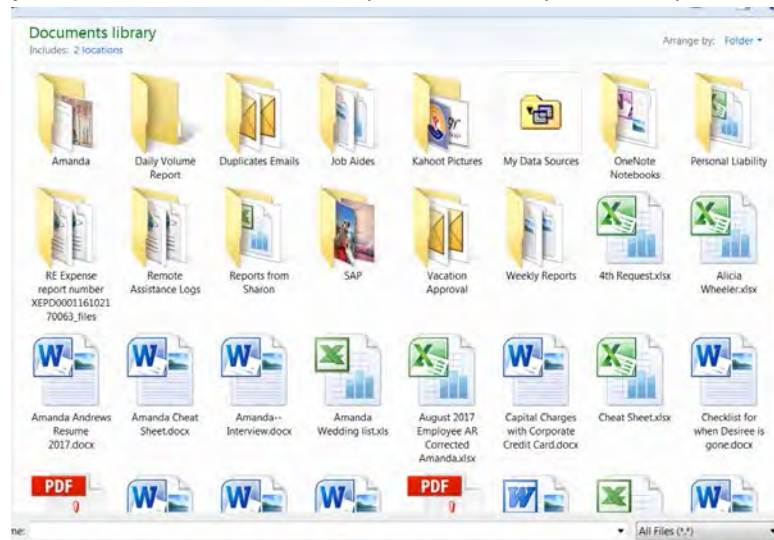 Documents library
Includes: 2 locations
Arrange by: Folder
Amanda
Daily Volume
Report
Duplicates Emails
Job Aides
Kahoot Pictures
My Data Sources
OneNote
Notebooks
Personal Liability
RE Expense
report number
XEPD0001161021
70063_files
Remote
Assistance Logs
Reports from
Sharon
SAP
Vacation
Approval
Weekly Reports
4th Request.xlsx
Alicia
Wheeler.xlsx
Amanda Andrews
Resume
2017.docx
Amanda Cheat
Sheet.docx
Amanda--
Interview.docx
Amanda
Wedding list.xls
August 2017
Employee AR
Corrected
Amanda.xlsx
Capital Charges
with Corporate
Credit Card.docx
Cheat Sheet.xlsx
Checklist for
when Desiree is
gone.docx
PDF
PDF
me:
All Files (*.*)